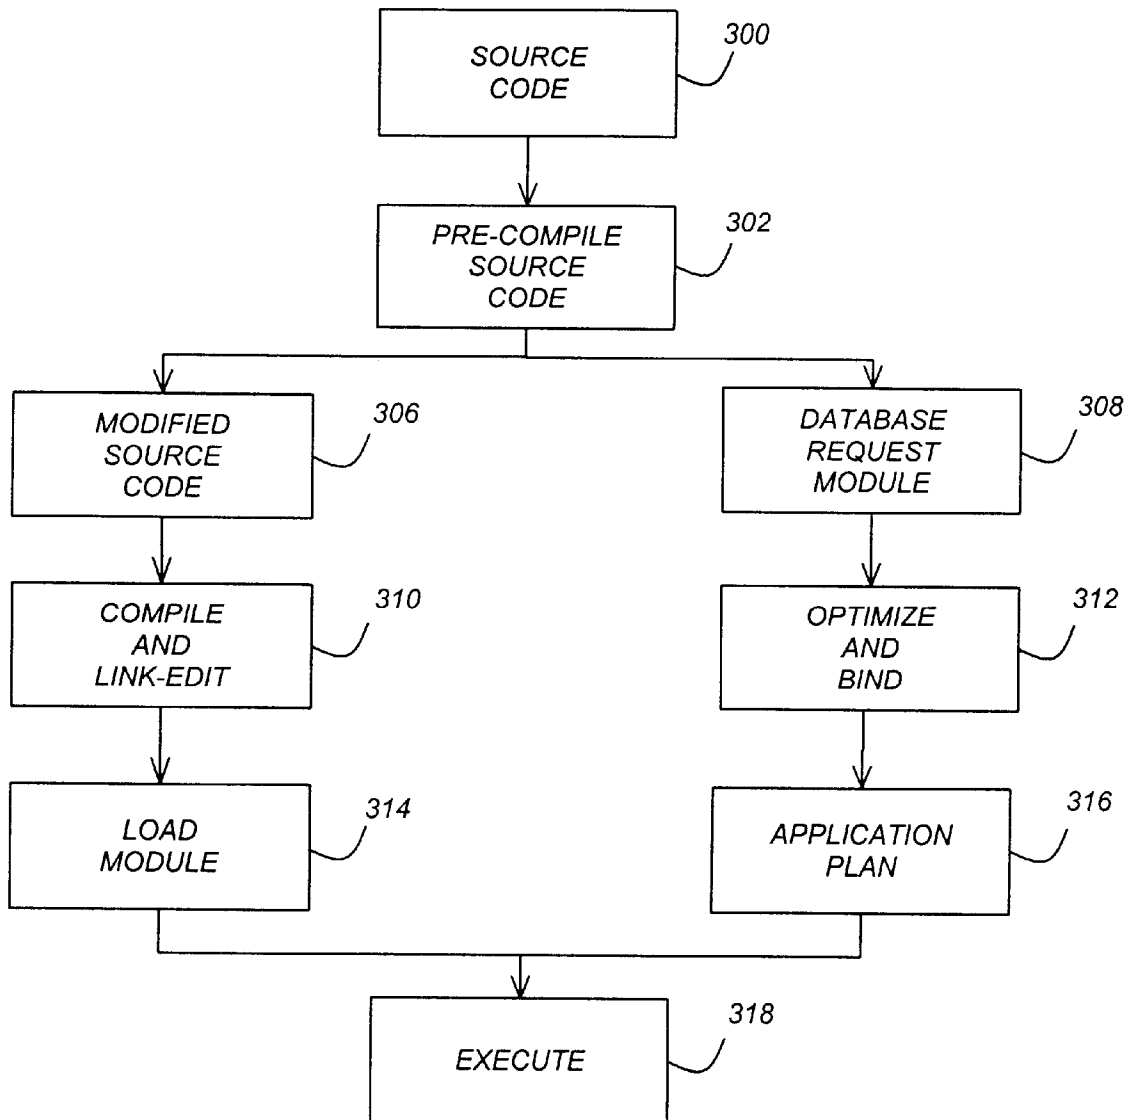 SOURCE
CODE
300
PRE-COMPILE
SOURCE
CODE
302
MODIFIED
SOURCE
CODE
306
DATABASE
REQUEST
MODULE
308
COMPILE
AND
LINK-EDIT
310
OPTIMIZE
AND
BIND
312
LOAD
MODULE
314
APPLICATION
PLAN
316
EXECUTE
318